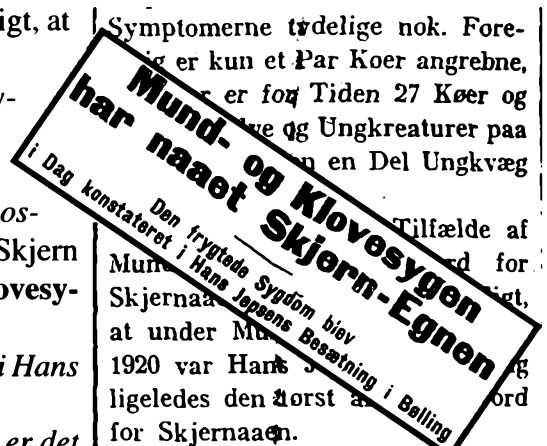 igt, at
v-
os-
Skjern
ovesy-
i Hans
er det
Symptomerne tydelige nok. Fore-
er kun et Par Koer angrebne,
er for Tiden 27 Køer og
og Ungkreaturer paa
en Del Ungkvæg
Tilfælde af
for
Skjernaa
at under
1920 var Hans
ligeledes den først
for Skjernaaen.
Mund- og Klovesygen
har naaet Skjern-Egnen
Den frygtede Sygdom blev
i Dag konstateret i Hans Jepsens Besætning i Bølling